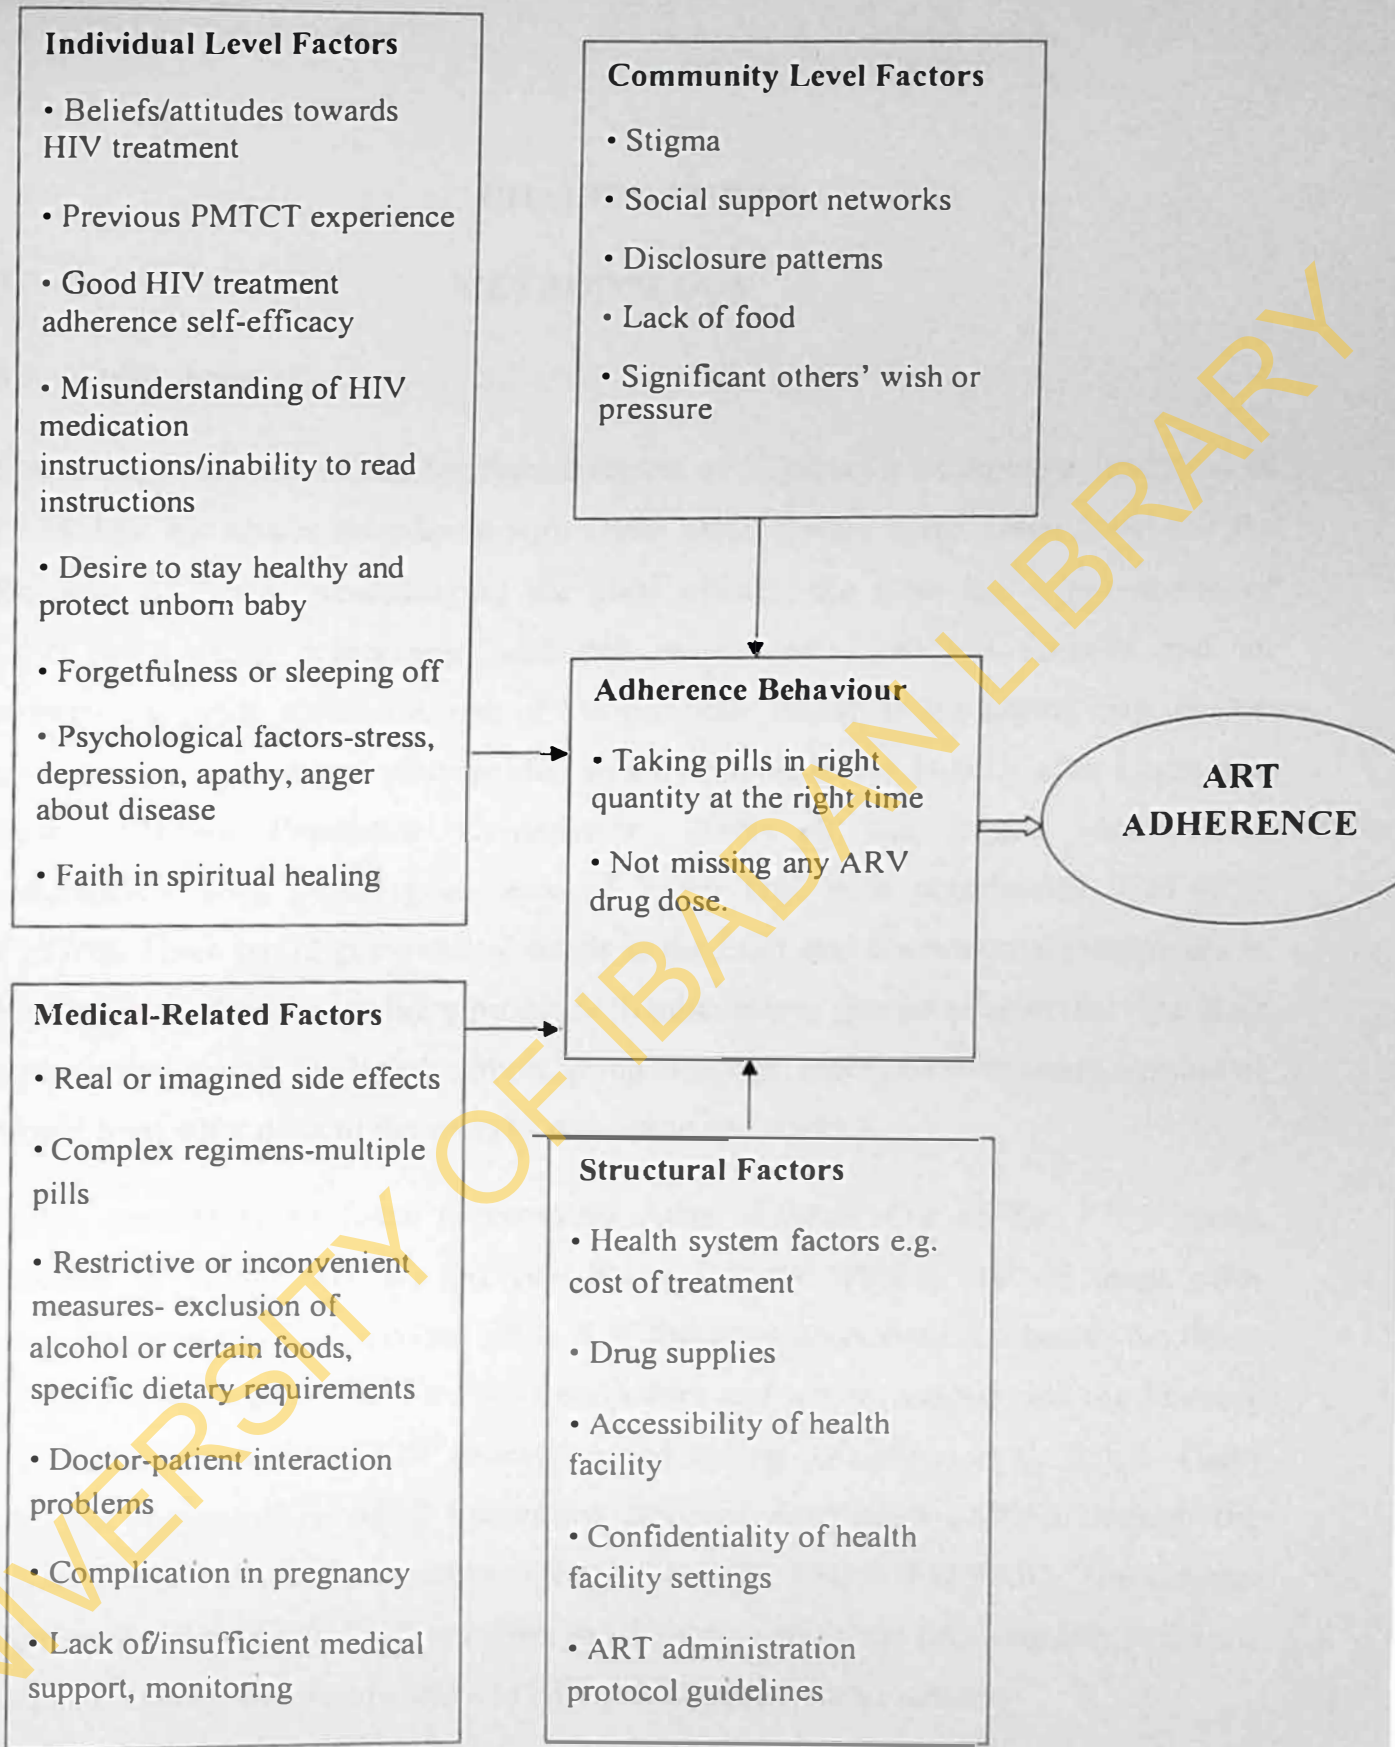 Individual Level Factors
• Beliefs/attitudes towards
HIV treatment
• Previous PMTCT experience
• Good HIV treatment
adherence self-efficacy
• Misunderstanding of HIV
medication
instructions/inability to read
instructions
• Desire to stay healthy and
protect unborn baby
• Forgetfulness or sleeping off
• Psychological factors-stress,
depression, apathy, anger
about disease
• Faith in spiritual healing
Community Level Factors
• Stigma
• Social support networks
• Disclosure patterns
• Lack of food
• Significant others' wish or
pressure
Adherence Behaviour
• Taking pills in right
quantity at the right time
• Not missing any ARV
drug dose.
ART
ADHERENCE
Medical-Related Factors
• Real or imagined side effects
• Complex regimens-multiple
pills
• Restrictive or inconvenient
measures- exclusion of
alcohol or certain foods,
specific dietary requirements
• Doctor-patient interaction
problems
• Complication in pregnancy
• Lack of/insufficient medical
support, monitoring
Structural Factors
• Health system factors e.g.
cost of treatment
• Drug supplies
• Accessibility of health
facility
• Confidentiality of health
facility settings
• ART administration
protocol guidelines
UNIVERSITY OF IBADAN LIBRARY